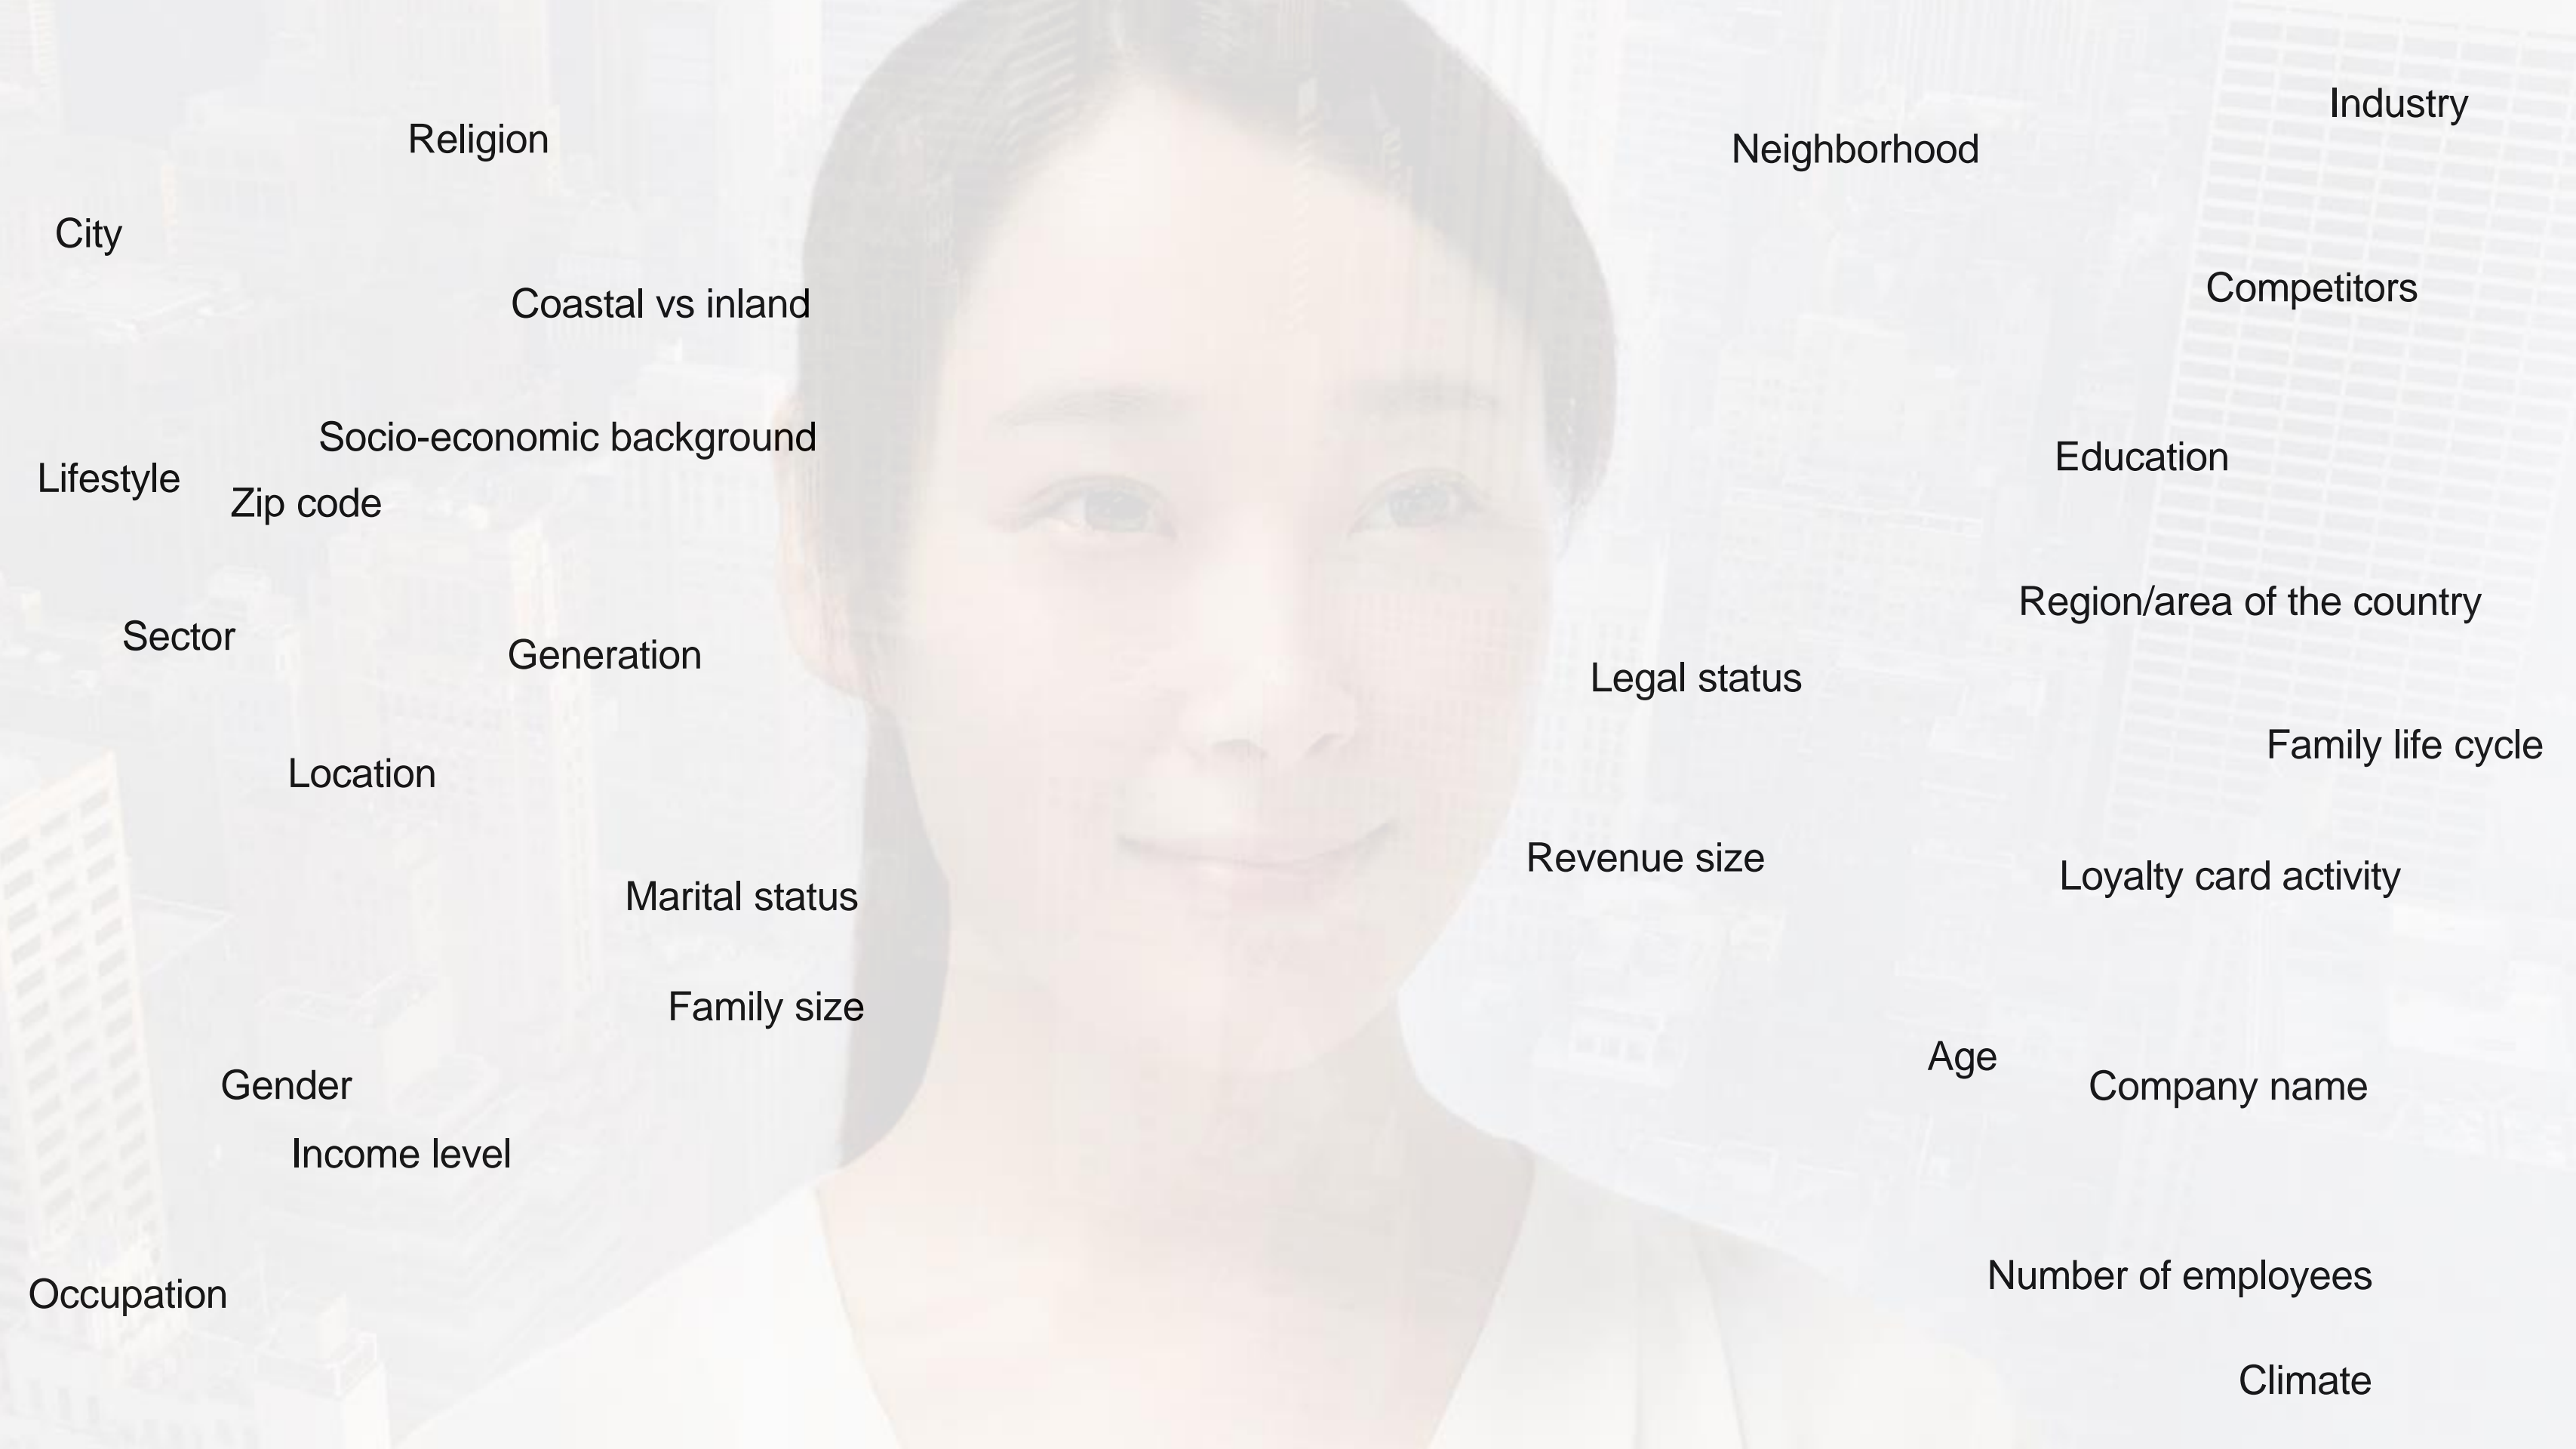 Industry
Religion
Neighborhood
City
Competitors
Coastal vs inland
Socio-economic background
Education
Lifestyle
Zip code
Region/area of the country
Sector
Generation
Legal status
Family life cycle
Location
Revenue size
Loyalty card activity
Marital status
Family size
Age
Gender
Company name
Income level
Number of employees
Occupation
Climate